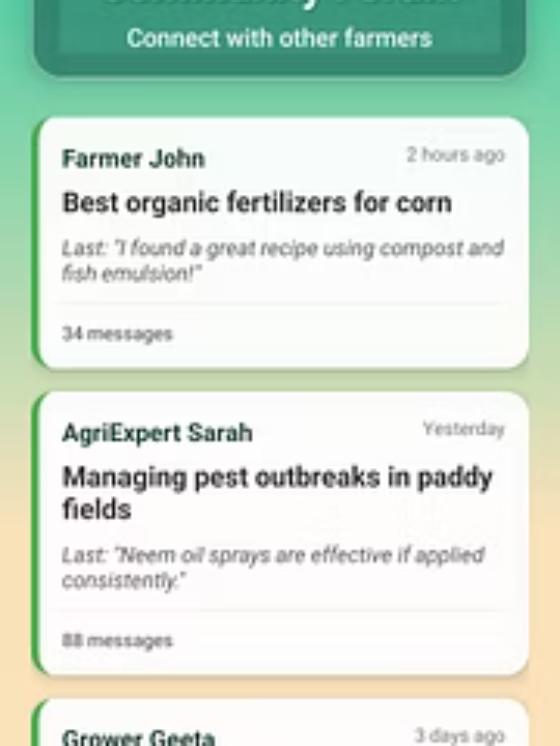 Connect with other farmers
Farmer John
2 hours ago
Best organic fertilizers for corn
Last: "I found a great recipe using compost and
fish emulsion!"
34 messages
AgriExpert Sarah
Yesterday
Managing pest outbreaks in paddy
fields
Last: "Neem oil sprays are effective if applied
consistently."
88 messages
Grower Geeta
3 days ago